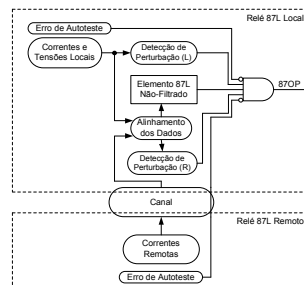 Relé 87L Local
Erro de Autoteste
Correntes e
Tensões Locais
Detecção de
Perturbação (L)
87OP
Elemento 87L
Não-Filtrado
Alinhamento
dos Dados
Detecção de
Perturbação (R)
Canal
Relé 87L Remoto
Correntes
Remotas
Erro de Autoteste